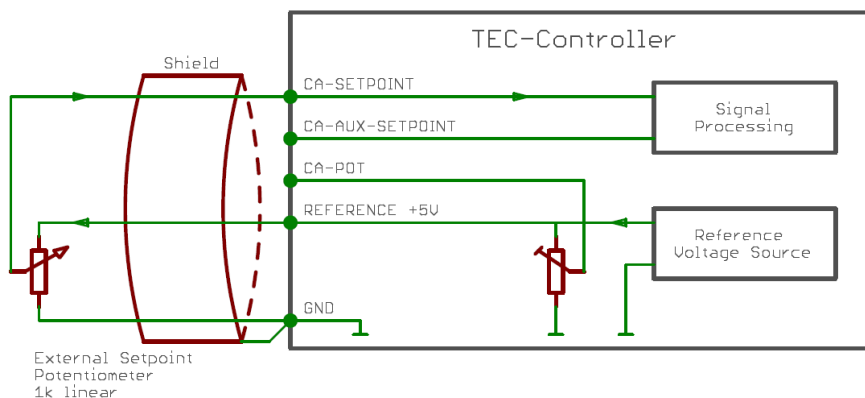 TEC-Controller
Shield
CA-SETPOINT
Signal
Processing
CA-AUX-SETPOINT
CA-POT
REFERENCE +5V
Reference
Voltage Source
GND
External Setpoint
Potentiometer
1k linear